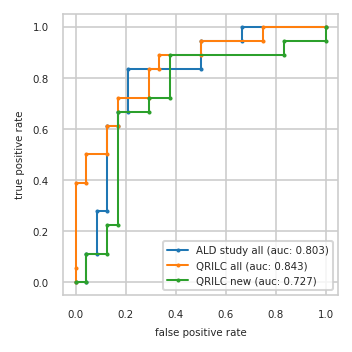 1.0
0.8
0.6
0.4
0.2
0.0
true positive rate
ALD study all (auc: 0.803)
QRILC all (auc: 0.843)
QRILC new (auc: 0.727)
0.0 0.2 0.4 0.6 0.8 1.0
false positive rate